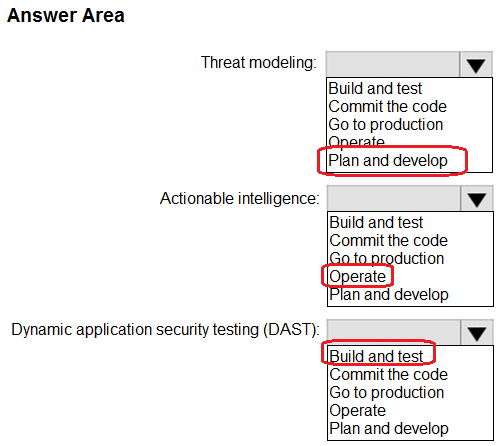 Answer Area
Threat modeling:
Build and test
Commit the code
Go to production
Operate
Plan and develop
Actionable intelligence:
Build and test
Commit the code
Go to production
Operate
Plan and develop
Dynamic application security testing (DAST):
Build and test
Commit the code
Go to production
Operate
Plan and develop